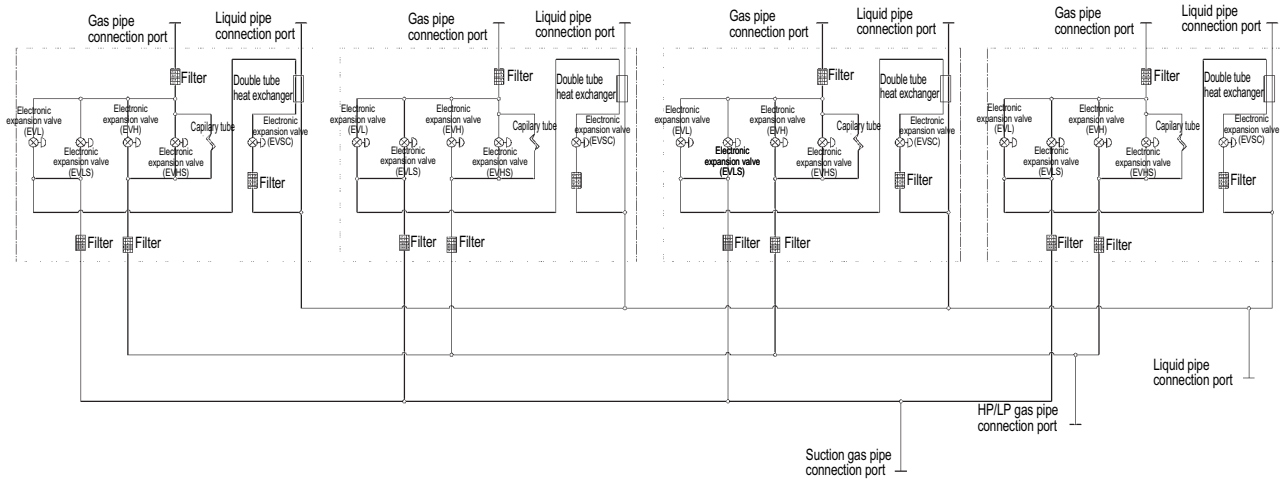 Gas pipe
connection port
Liquid pipe
connection port
Filter
Double tube
heat exchanger
Electronic
expansion valve
(EVL)
Electronic
expansion valve
(EVH)
Capilary tube
Electronic
expansion valve
(EVSC)
Electronic
expansion valve
(EVLS)
Electronic
expansion valve
(EVHS)
Filter
Filter
Filter
Gas pipe
connection port
Liquid pipe
connection port
Filter
Double tube
heat exchanger
Electronic
expansion valve
(EVL)
Electronic
expansion valve
(EVH)
Capilary tube
Electronic
expansion valve
(EVSC)
Electronic
expansion valve
(EVLS)
Electronic
expansion valve
(EVHS)
Filter
Filter
Gas pipe
connection port
Liquid pipe
connection port
Filter
Double tube
heat exchanger
Electronic
expansion valve
(EVL)
Electronic
expansion valve
(EVH)
Capilary tube
Electronic
expansion valve
(EVSC)
Electronic
expansion valve
(EVLS)
Electronic
expansion valve
(EVHS)
Filter
Filter
Filter
Gas pipe
connection port
Liquid pipe
connection port
Filter
Double tube
heat exchanger
Electronic
expansion valve
(EVL)
Electronic
expansion valve
(EVH)
Capilary tube
Electronic
expansion valve
(EVSC)
Electronic
expansion valve
(EVLS)
Electronic
expansion valve
(EVHS)
Filter
Filter
Filter
Liquid pipe
connection port
HP/LP gas pipe
connection port
Suction gas pipe
connection port